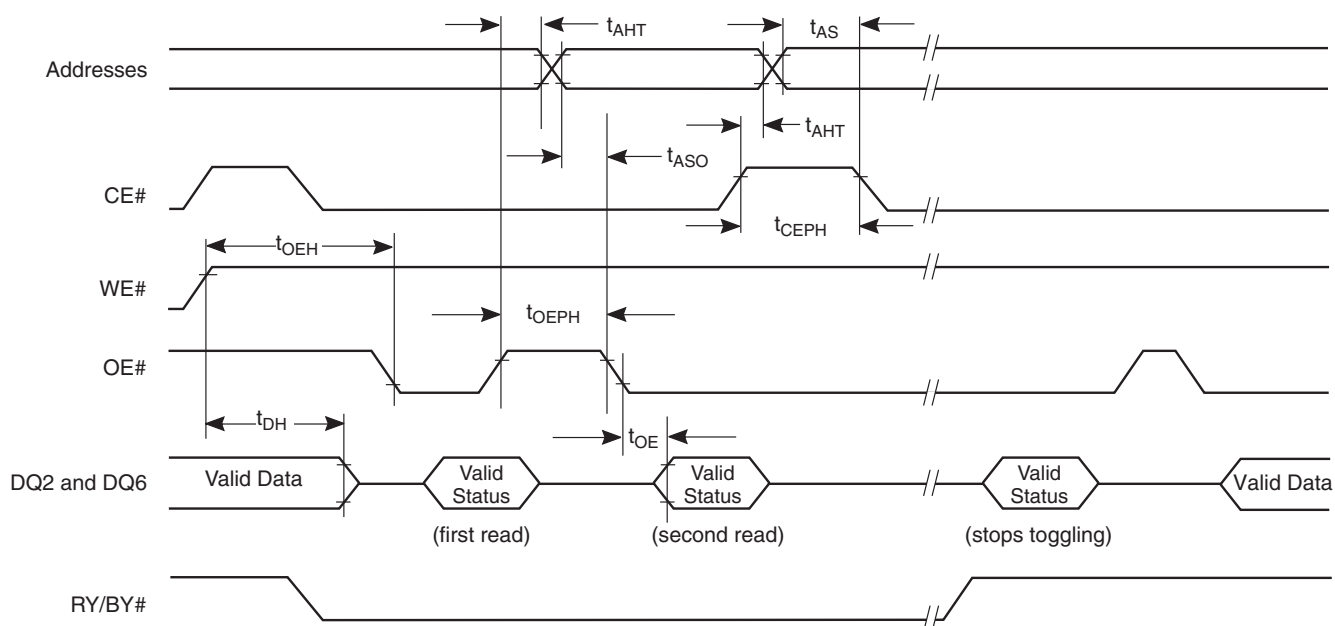 tAHT
tAS
Addresses
tAHT
tASO
CE#
tCEPH
tOEH
WE#
tOEPH
OE#
tDH
tOE
DQ2 and DQ6
Valid Data
Valid
Status
Valid
Status
Valid
Status
Valid Data
(first read)
(second read)
(stops toggling)
RY/BY#